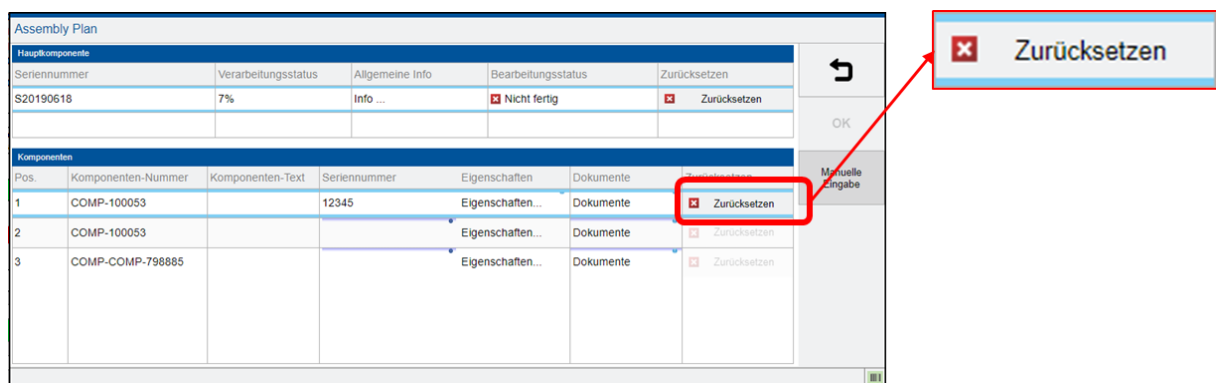 Assembly Plan
Hauptkomponente
Seriennummer Verarbeitungsstatus Allgemeine Info Bearbeitungsstatus Zurücksetzen
S20190618 7% Info ... Nicht fertig Zurücksetzen
OK
Komponenten
Pos. Komponenten-Nummer Komponenten-Text Seriennummer Eigenschaften Dokumente Zurücksetzen
Manuelle
Eingabe
1 COMP-100053 12345 Eigenschaften... Dokumente Zurücksetzen
2 COMP-100053 Eigenschaften... Dokumente Zurücksetzen
3 COMP-COMP-798885 Eigenschaften... Dokumente Zurücksetzen
Zurücksetzen